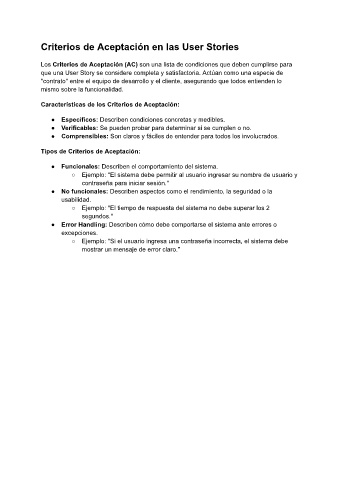 Criterios de Aceptación en las User Stories
Los Criterios de Aceptación (AC) son una lista de condiciones que deben cumplirse para
que una User Story se considere completa y satisfactoria. Actúan como una especie de
"contrato" entre el equipo de desarrollo y el cliente, asegurando que todos entienden lo
mismo sobre la funcionalidad.
Características de los Criterios de Aceptación:
● Específicos: Describen condiciones concretas y medibles.
● Verificables: Se pueden probar para determinar si se cumplen o no.
● Comprensibles: Son claros y fáciles de entender para todos los involucrados.
Tipos de Criterios de Aceptación:
● Funcionales: Describen el comportamiento del sistema.
○ Ejemplo: "El sistema debe permitir al usuario ingresar su nombre de usuario y
contraseña para iniciar sesión."
● No funcionales: Describen aspectos como el rendimiento, la seguridad o la
usabilidad.
○ Ejemplo: "El tiempo de respuesta del sistema no debe superar los 2
segundos."
● Error Handling: Describen cómo debe comportarse el sistema ante errores o
excepciones.
○ Ejemplo: "Si el usuario ingresa una contraseña incorrecta, el sistema debe
mostrar un mensaje de error claro."